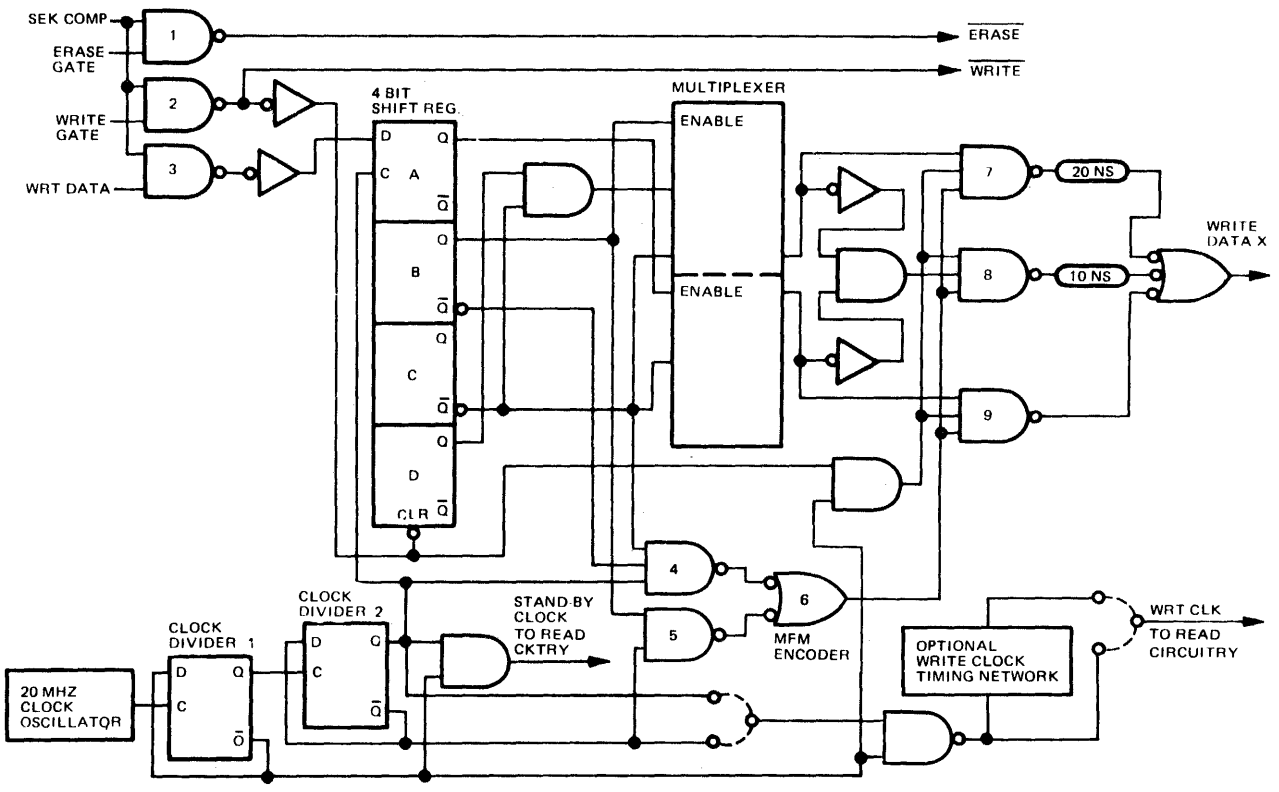 SEK COMP
ERASE
GATE
1
ERASE
WRITE
GATE
2
WRITE
WRT DATA
3
4 BIT
SHIFT REG.
D
Q
C
A
Q
Q
B
Q
Q
C
Q
Q
D
CLR
Q
MULTIPLEXER
ENABLE
ENABLE
7
20 NS
8
10 NS
9
WRITE
DATA X
4
5
6
MFM
ENCODER
STAND-BY
CLOCK
TO READ
CKTRY
CLOCK
DIVIDER 2
D
Q
C
Q
CLOCK
DIVIDER 1
D
Q
C
Q
20 MHZ
CLOCK
OSCILLATOR
OPTIONAL
WRITE CLOCK
TIMING NETWORK
WRT CLK
TO READ
CIRCUITRY